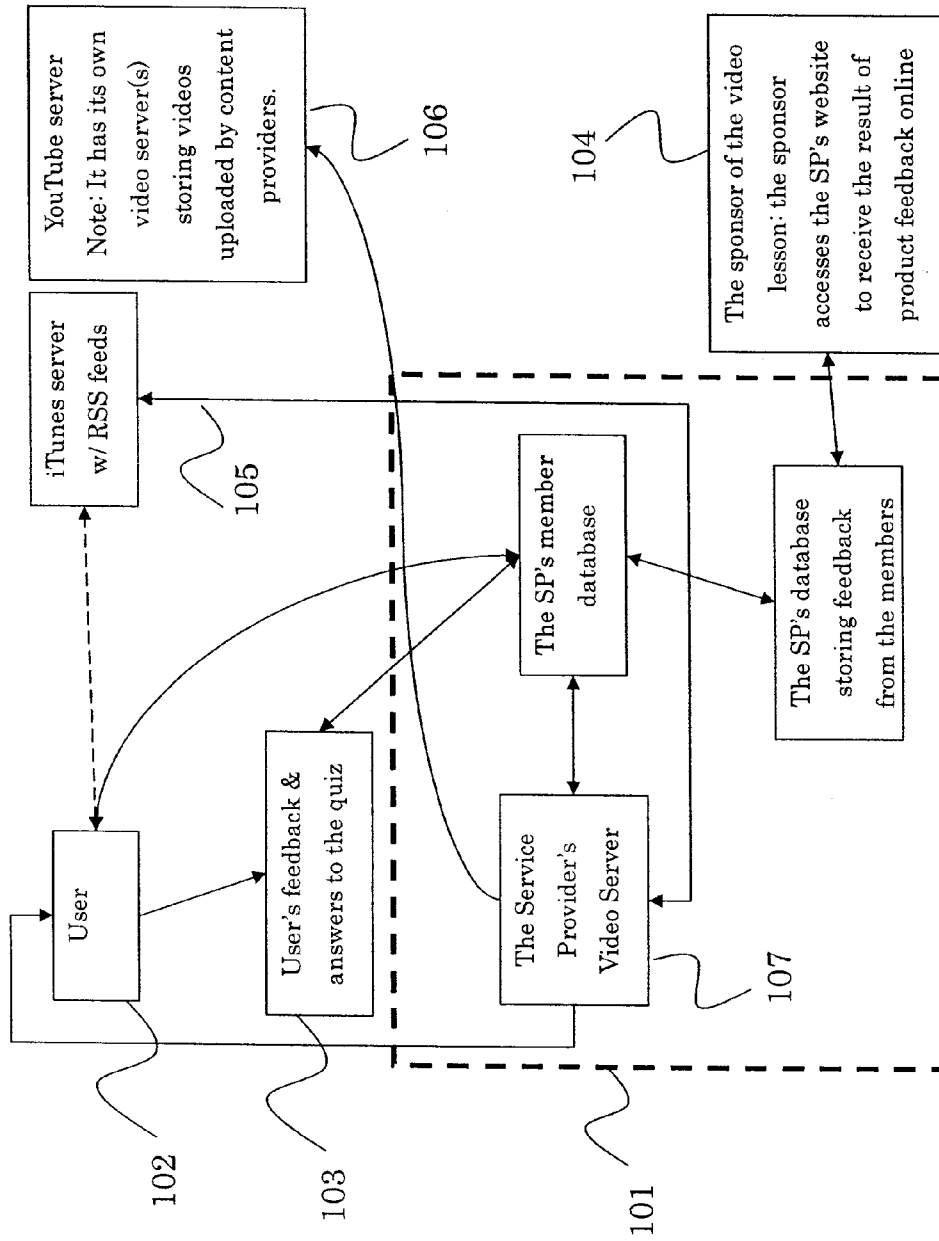 User
102
User's feedback &
answers to the quiz
103
iTunes server
w/ RSS feeds
105
YouTube server
Note: It has its own
video server(s)
storing videos
uploaded by content
providers.
106
The Service
Provider's
Video Server
107
The SP's member
database
101
The SP's database
storing feedback
from the members
The sponsor of the video
lesson: the sponsor
accesses the SP's website
to receive the result of
product feedback online
104